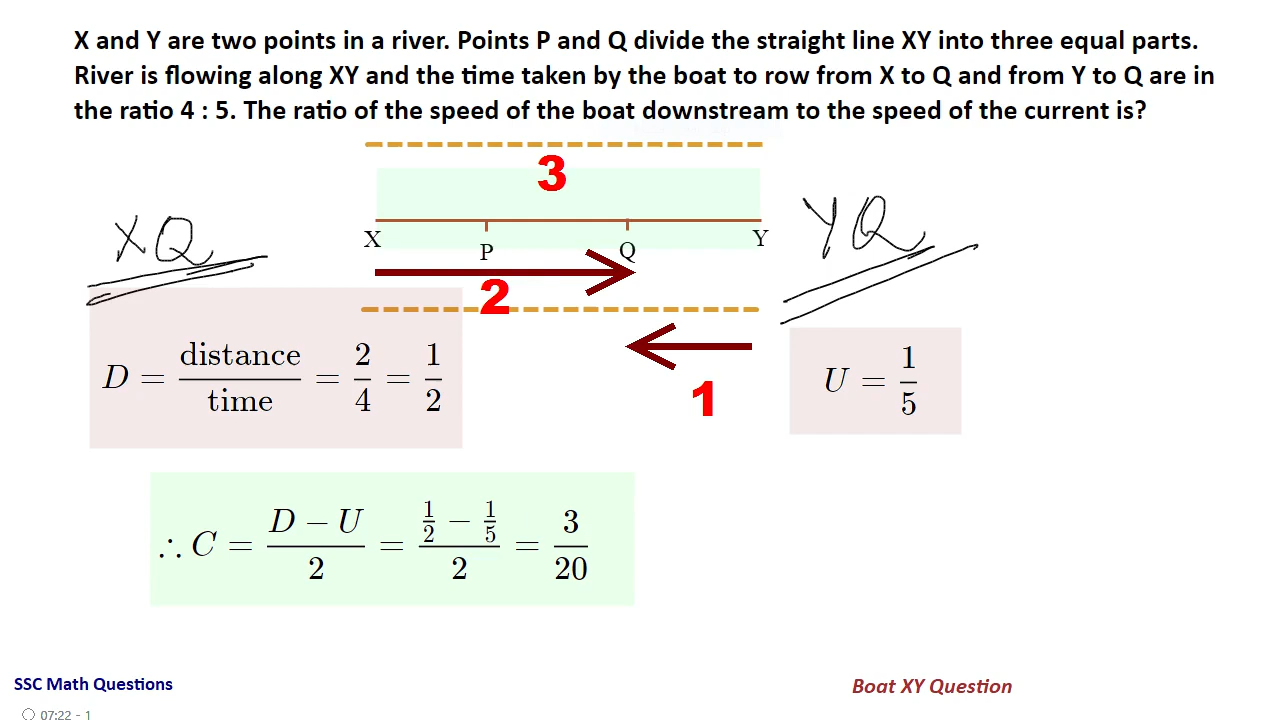 X and Y are two points in a river. Points P and Q divide the straight line XY into three equal parts.
River is flowing along XY and the time taken by the boat to row from X to Q and from Y to Q are in
the ratio 4 : 5. The ratio of the speed of the boat downstream to the speed of the current is?
3
XQ
YQ
X
P
Q
Y
2
D = distance/time = 2/4 = 1/2
1
U = 1/5
∴ C = (D − U)/2 = (1/2 − 1/5)/2 = 3/20
SSC Math Questions
Boat XY Question
07:22 - 1